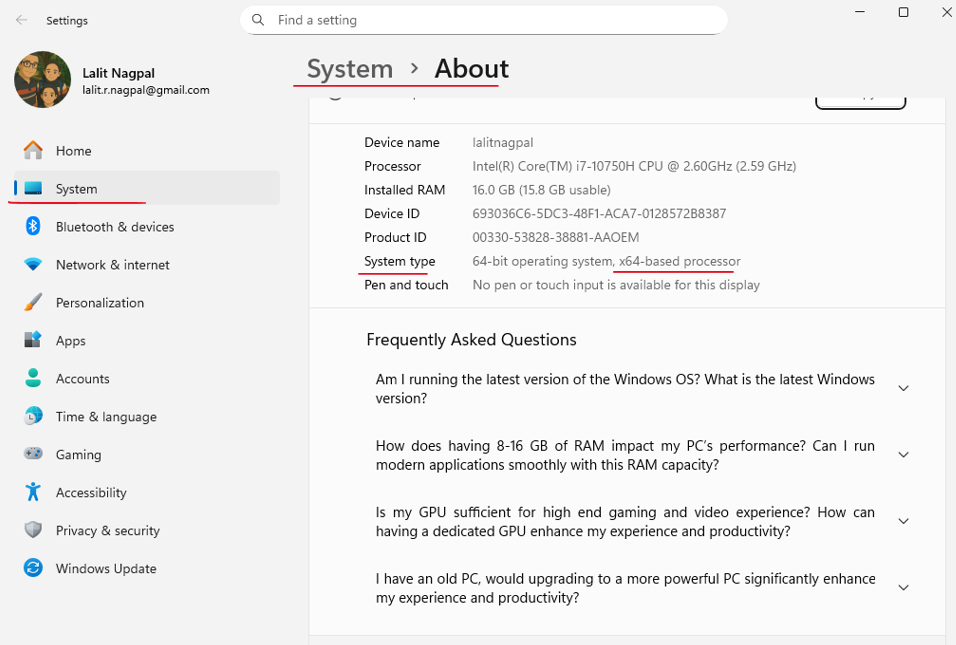 Settings
Find a setting
Lalit Nagpal
lalit.r.nagpal@gmail.com
Home
System
Bluetooth & devices
Network & internet
Personalization
Apps
Accounts
Time & language
Gaming
Accessibility
Privacy & security
Windows Update
System > About
Device name lalitnagpal
Processor Intel(R) Core(TM) i7-10750H CPU @ 2.60GHz (2.59 GHz)
Installed RAM 16.0 GB (15.8 GB usable)
Device ID 693036C6-5DC3-48F1-ACA7-0128572B8387
Product ID 00330-53828-38881-AAOEM
System type 64-bit operating system, x64-based processor
Pen and touch No pen or touch input is available for this display
Frequently Asked Questions
Am I running the latest version of the Windows OS? What is the latest Windows
version?
How does having 8-16 GB of RAM impact my PC's performance? Can I run
modern applications smoothly with this RAM capacity?
Is my GPU sufficient for high end gaming and video experience? How can
having a dedicated GPU enhance my experience and productivity?
I have an old PC, would upgrading to a more powerful PC significantly enhance
my experience and productivity?